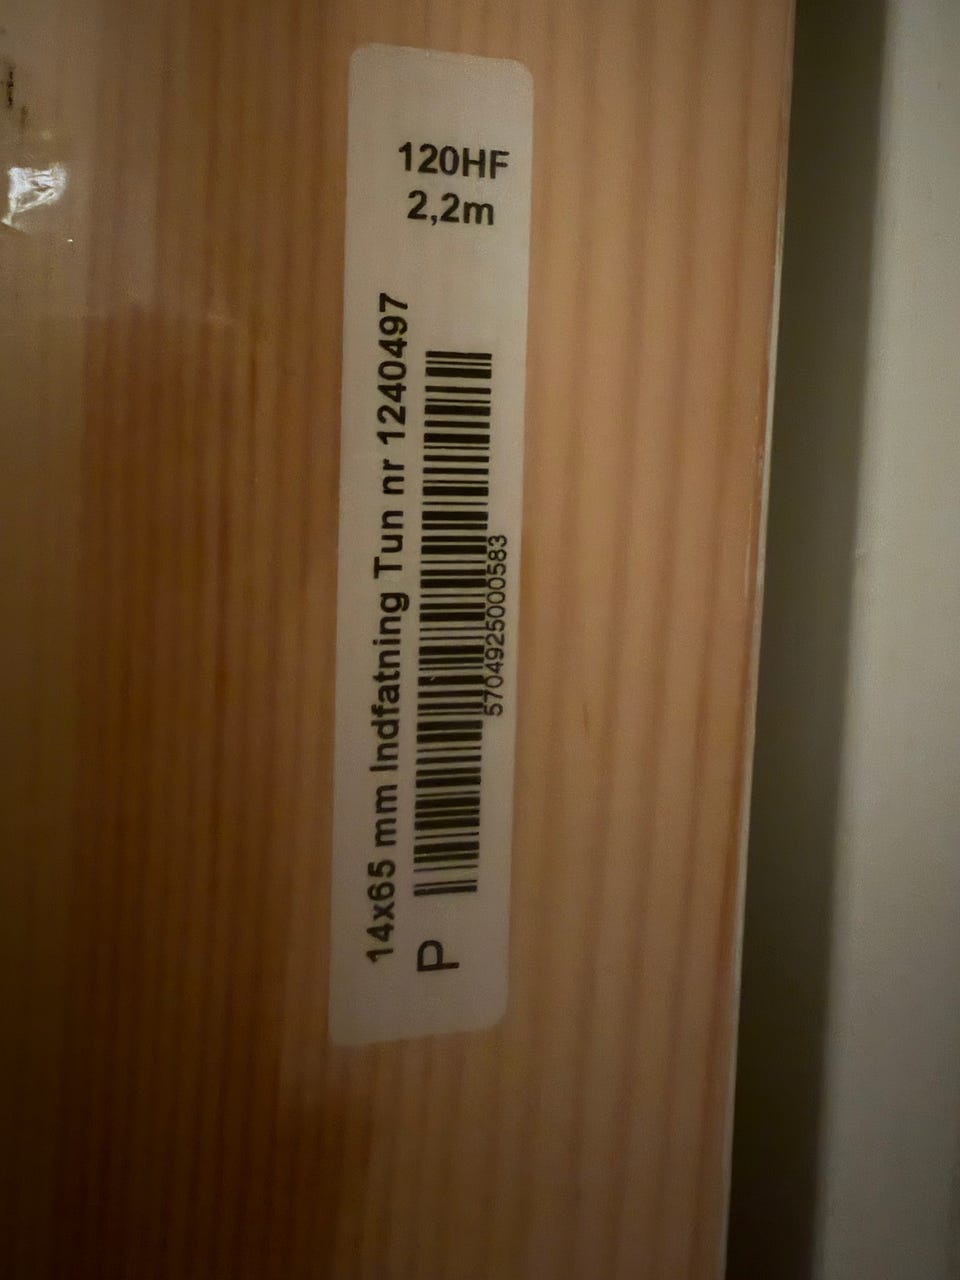 120HF
2,2m
14x65 mm Indfatning Tun nr 1240497
5704925000583
P